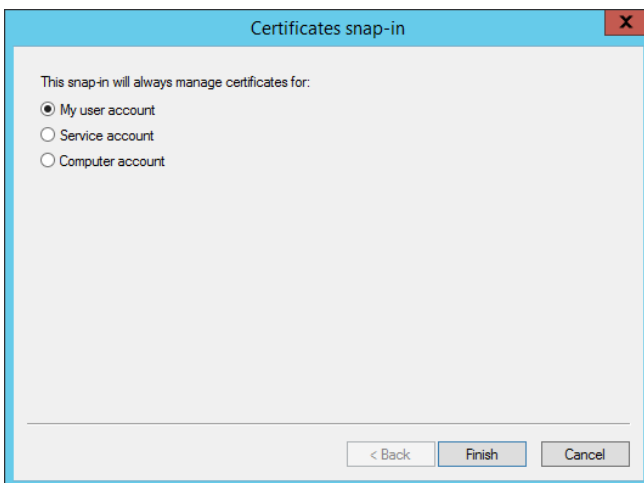 Certificates snap-in
This snap-in will always manage certificates for:
My user account
Service account
Computer account
< Back Finish Cancel